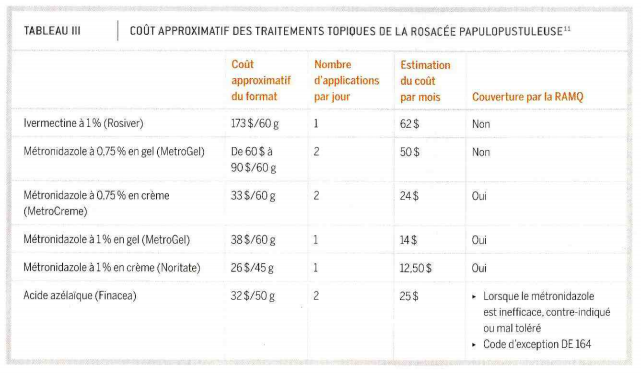 TABLEAU III COÛT APPROXIMATIF DES TRAITEMENTS TOPIQUES DE LA ROSACÉE PAPULOPUSTULEUSE¹¹
Coût approximatif du format Nombre d'applications par jour Estimation du coût par mois Couverture par la RAMQ
Ivermectine à 1 % (Rosiver) 173 $/60 g 1 62 $ Non
Métronidazole à 0,75 % en gel (MetroGel) De 60 $ à 2 50 $ Non
90 $/60 g
Métronidazole à 0,75 % en crème 33 $/60 g 2 24 $ Oui
(MetroCreme)
Métronidazole à 1 % en gel (MetroGel) 38 $/60 g 1 14 $ Oui
Métronidazole à 1 % en crème (Noritate) 26 $/45 g 1 12,50 $ Oui
Acide azélaïque (Finacea) 32 $/50 g 2 25 $ ▸ Lorsque le métronidazole
est inefficace, contre-indiqué
ou mal toléré
▸ Code d'exception DE 164